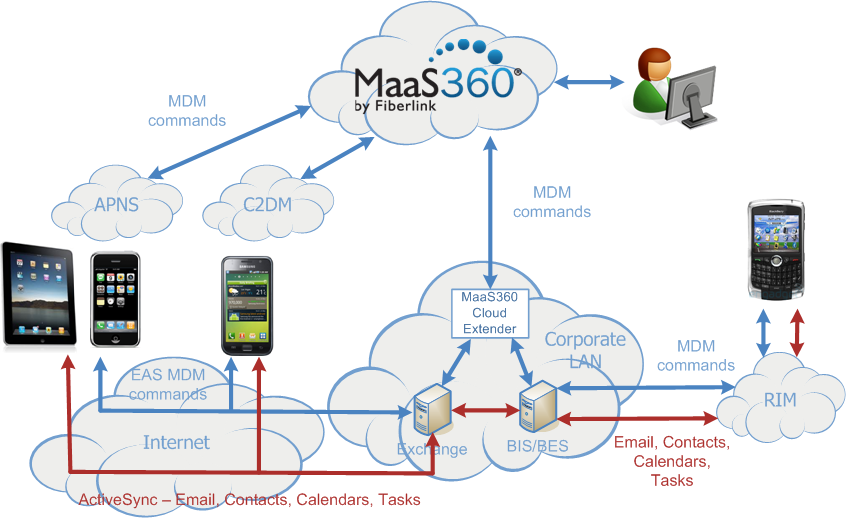 MaaS360®
by Fiberlink
MDM
commands
APNS
C2DM
MDM
commands
MaaS360
Cloud
Extender
Corporate
LAN
EAS MDM
commands
Internet
Exchange
BIS/BES
MDM
commands
RIM
Email, Contacts,
Calendars,
Tasks
ActiveSync – Email, Contacts, Calendars, Tasks